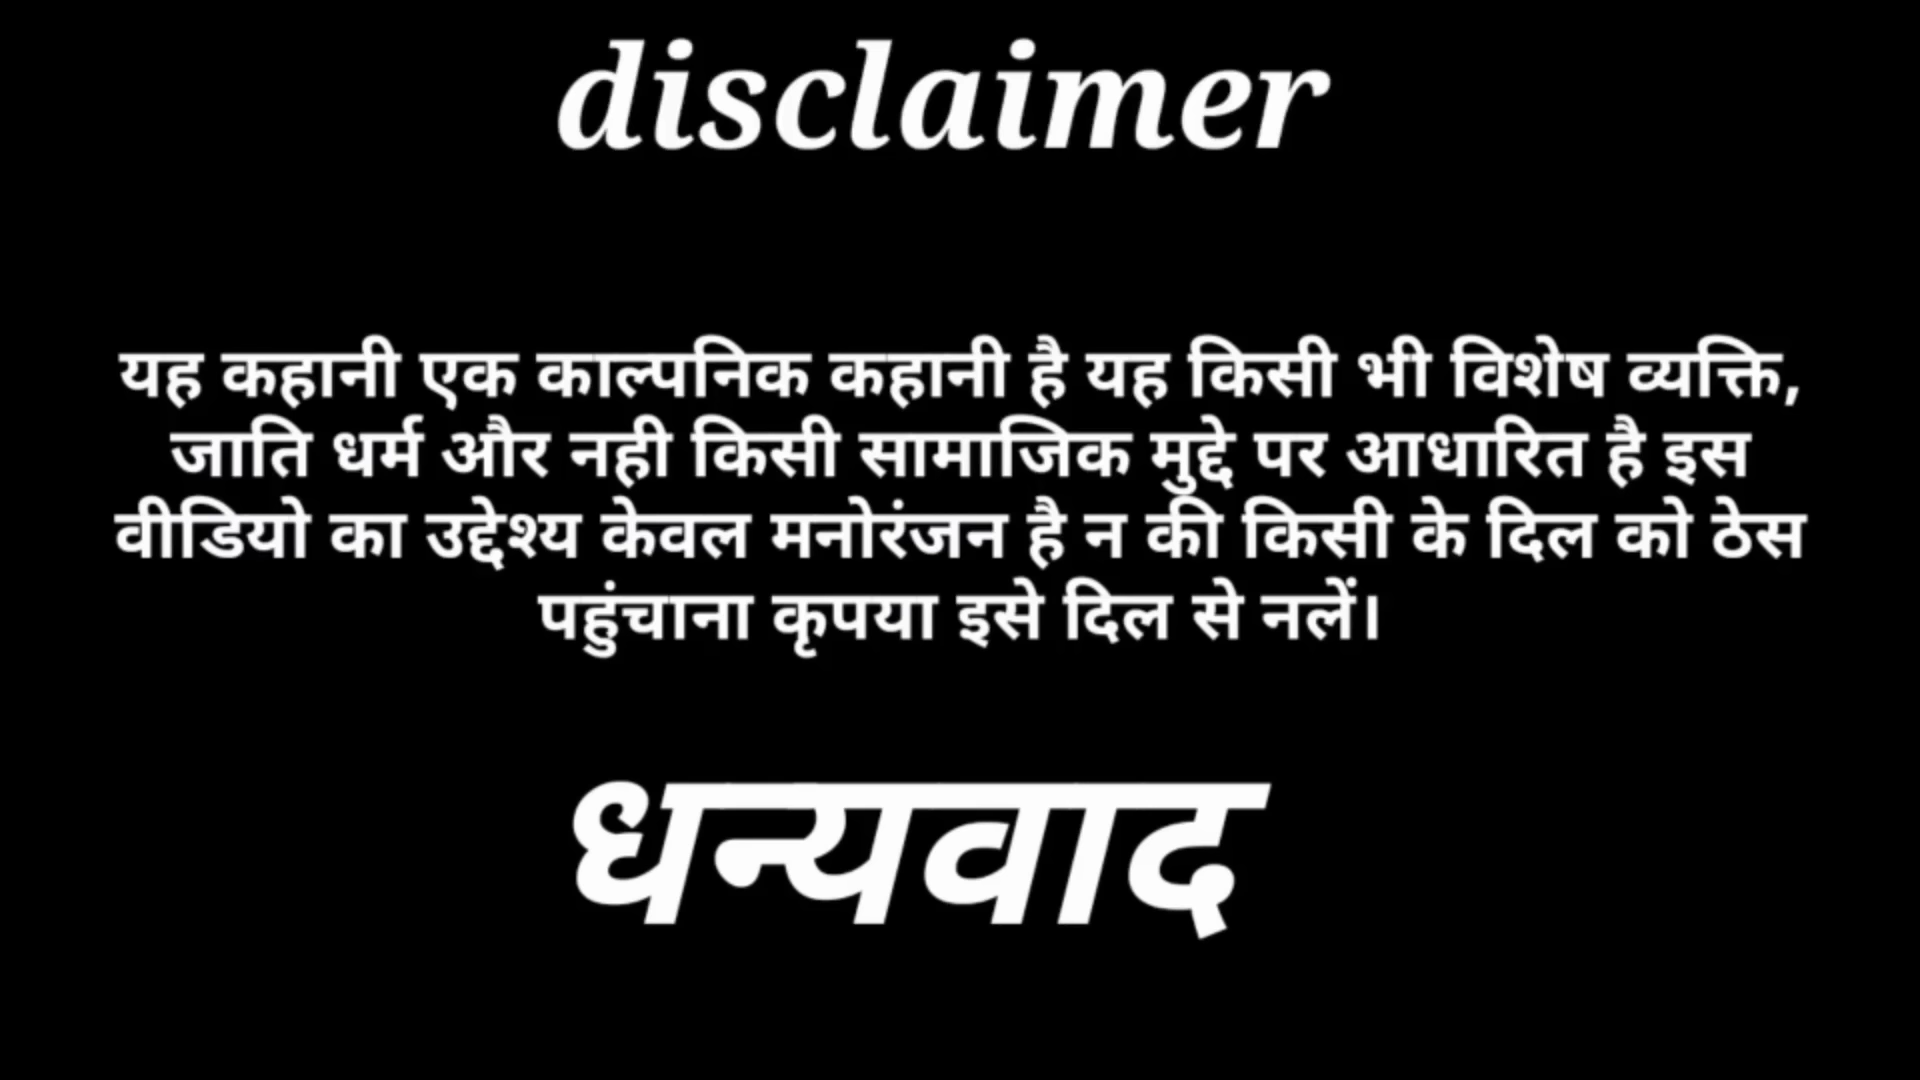 disclaimer
यह कहानी एक काल्पनिक कहानी है यह किसी भी विशेष व्यक्ति,
जाति धर्म और नही किसी सामाजिक मुद्दे पर आधारित है इस
वीडियो का उद्देश्य केवल मनोरंजन है न की किसी के दिल को ठेस
पहुंचाना कृपया इसे दिल से नलें।
धन्यवाद